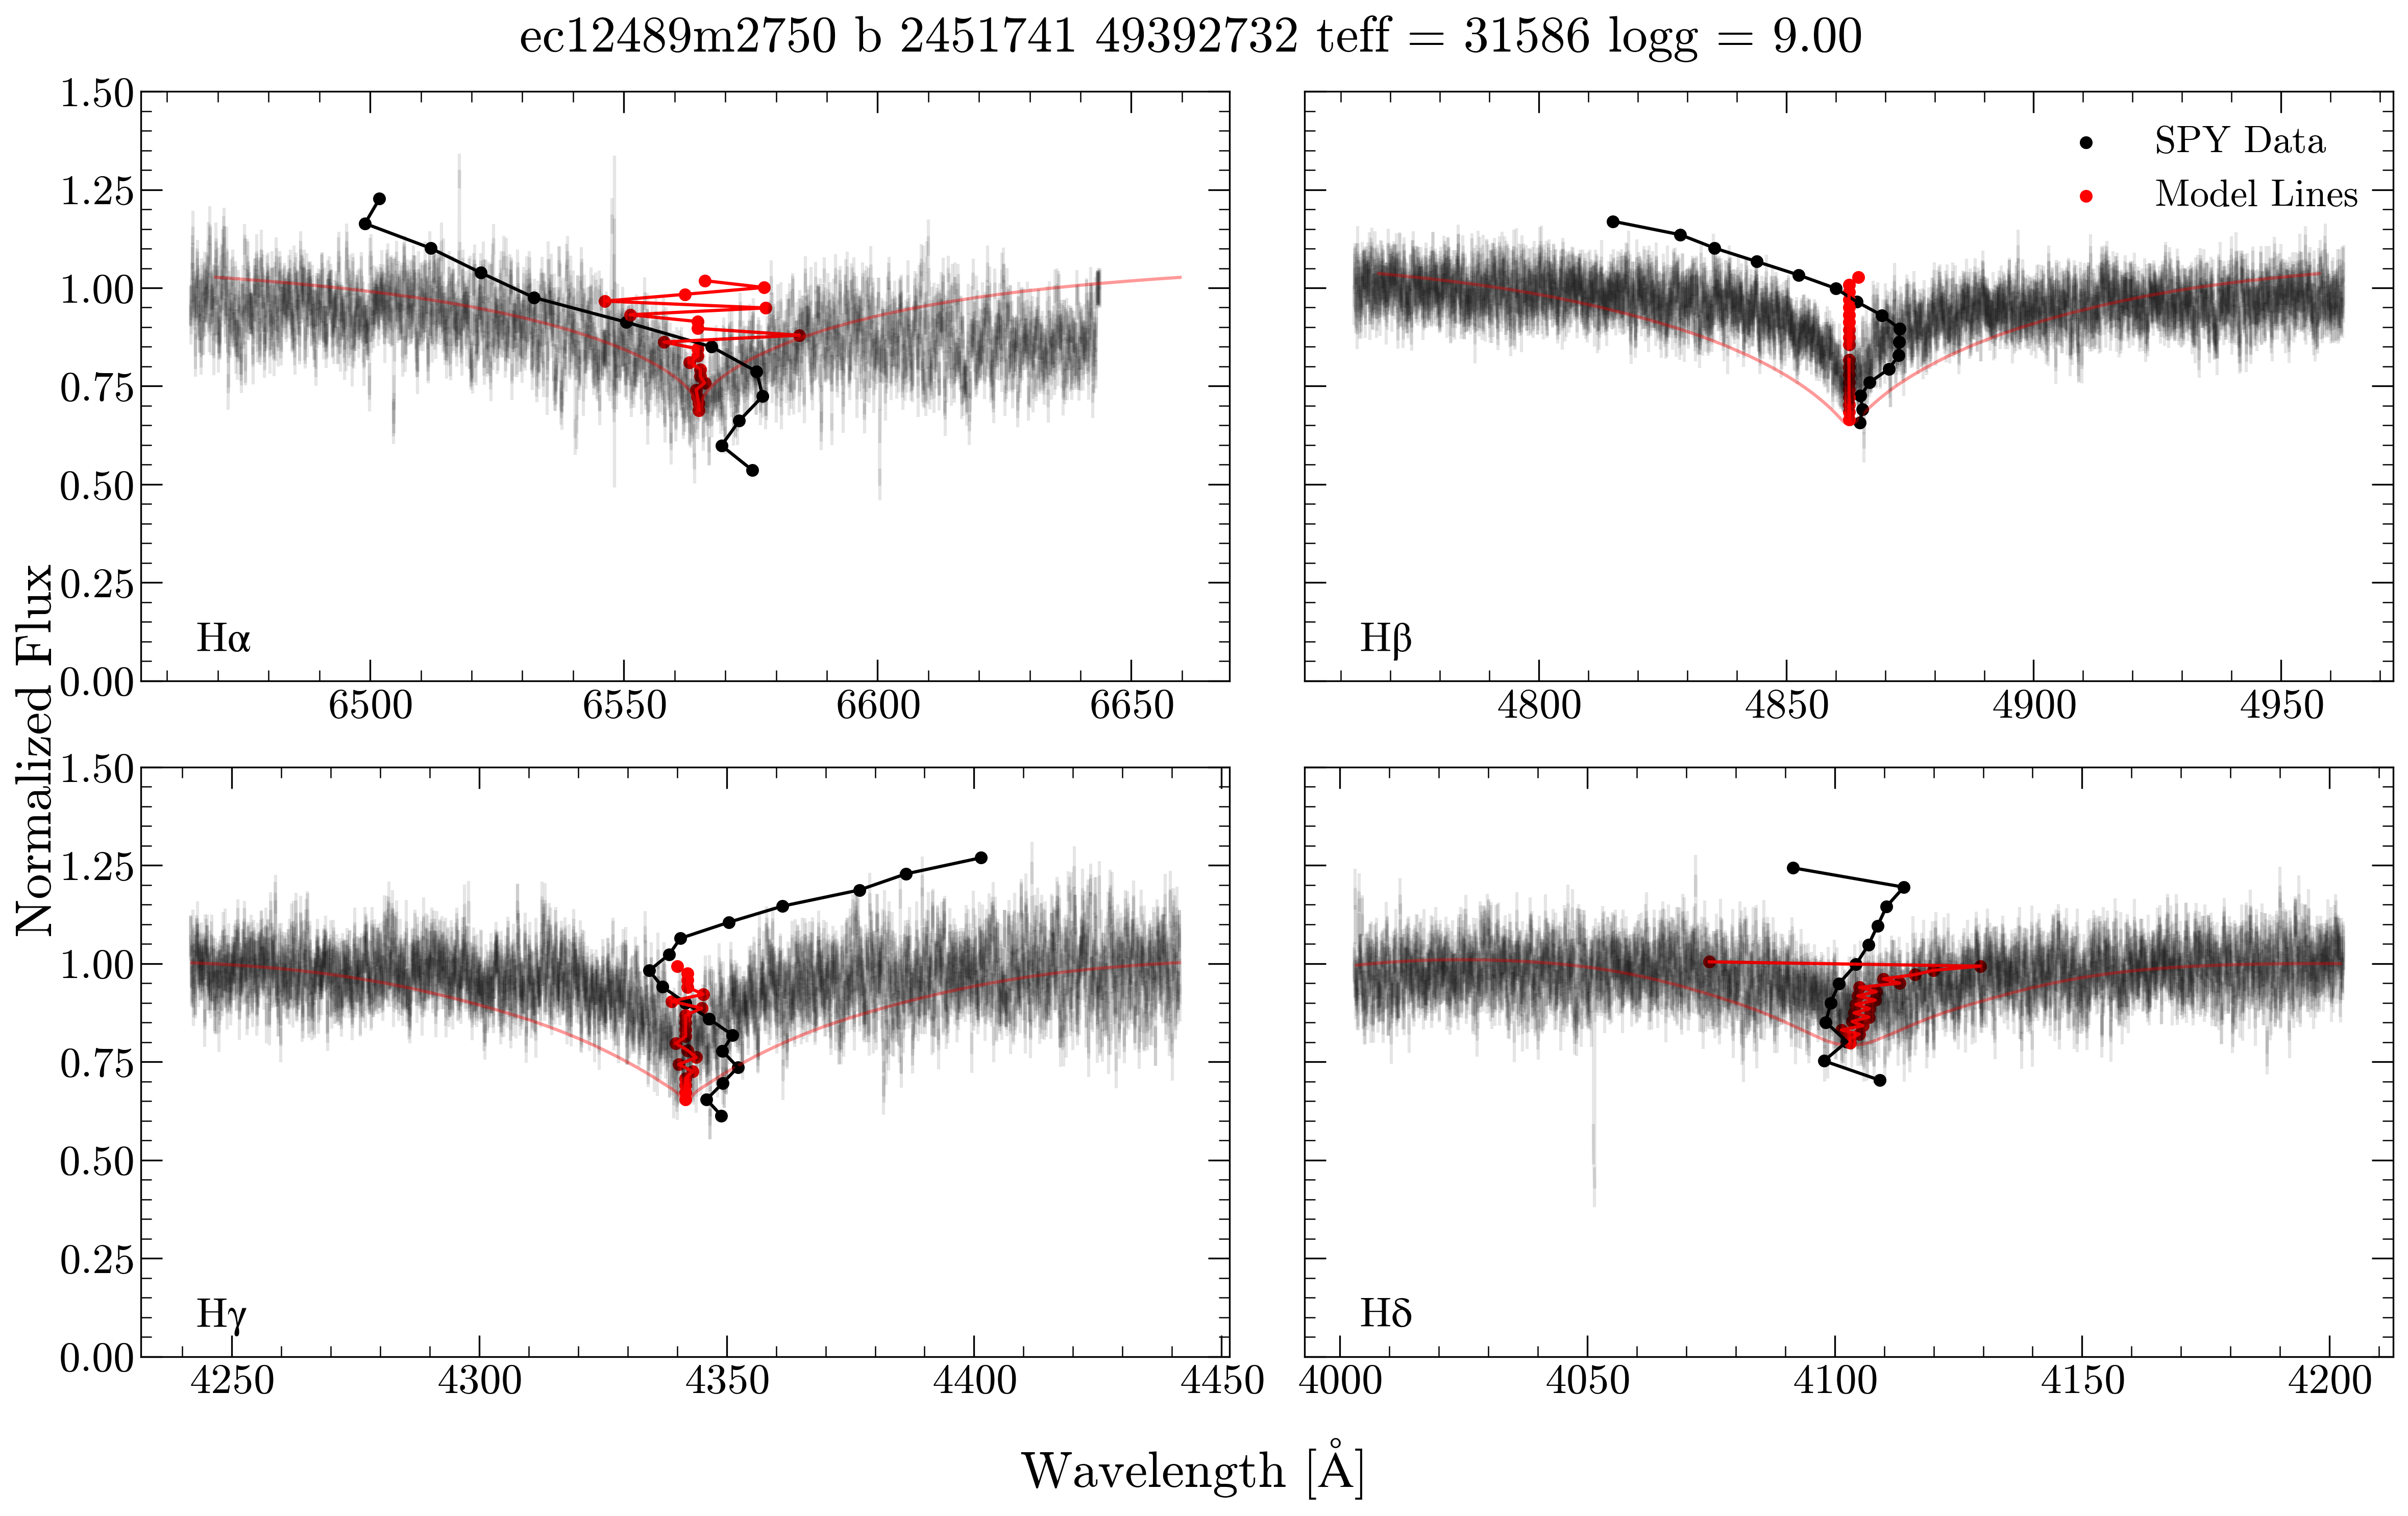 ec12489m2750 b 2451741 49392732 teff = 31586 logg = 9.00
Normalized Flux
1.50
1.25
1.00
0.75
0.50
0.25
0.00
Hα
6500 6550 6600 6650
SPY Data
Model Lines
Hβ
4800 4850 4900 4950
1.50
1.25
1.00
0.75
0.50
0.25
0.00
Hγ
4250 4300 4350 4400 4450
Hδ
4000 4050 4100 4150 4200
Wavelength [Å]